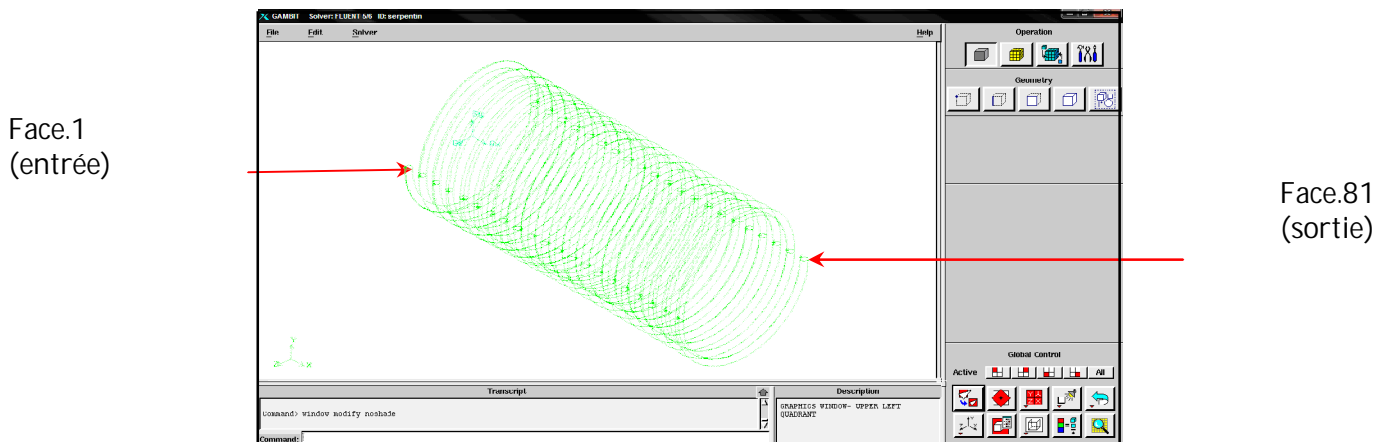 GAMBIT Solver: FLUENT 5/6 ID: serpentin
File Edit Solver Help
Operation
Geometry
Face.1
(entrée)
Face.81
(sortie)
Y
Z X
Global Control
Active All
Transcript
Description
Command> window modify noshade
GRAPHICS WINDOW- UPPER LEFT
QUADRANT
Command: